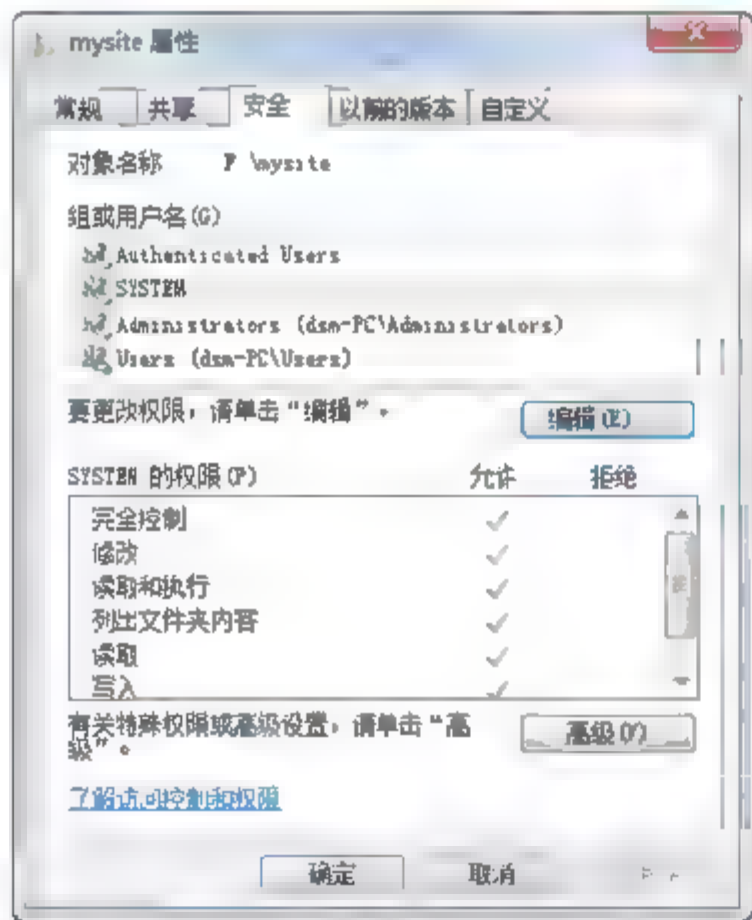 mysite 属性
常规 共享 安全 以前的版本 自定义
对象名称 F \mysite
组或用户名(G)
Authenticated Users
SYSTEM
Administrators (dsm-PC\Administrators)
Users (dsm-PC\Users)
要更改权限，请单击“编辑”。 编辑(E)
SYSTEM 的权限(P) 允许 拒绝
完全控制
修改
读取和执行
列出文件夹内容
读取
写入
有关特殊权限或高级设置，请单击“高 高级(V)
级”。
了解访问控制和权限
确定 取消